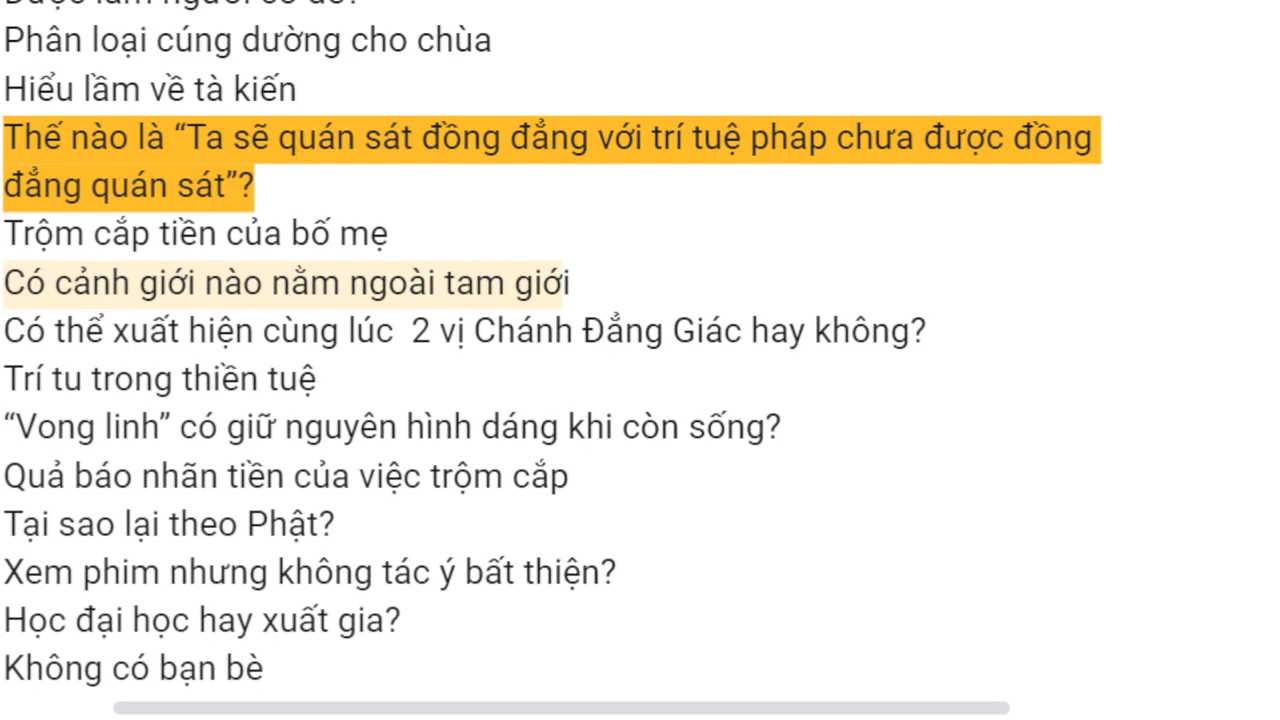 Phân loại cúng dường cho chùa
Hiểu lầm về tà kiến
Thế nào là “Ta sẽ quán sát đồng đẳng với trí tuệ pháp chưa được đồng
đẳng quán sát”?
Trộm cắp tiền của bố mẹ
Có cảnh giới nào nằm ngoài tam giới
Có thể xuất hiện cùng lúc  2 vị Chánh Đẳng Giác hay không?
Trí tu trong thiền tuệ
“Vong linh” có giữ nguyên hình dáng khi còn sống?
Quả báo nhãn tiền của việc trộm cắp
Tại sao lại theo Phật?
Xem phim nhưng không tác ý bất thiện?
Học đại học hay xuất gia?
Không có bạn bè